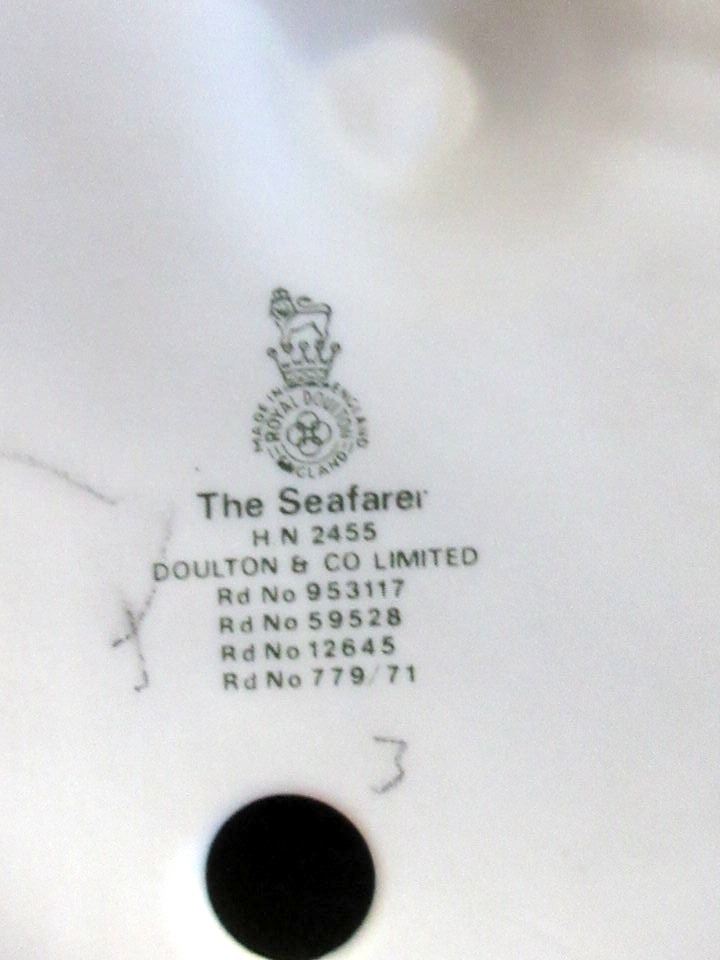 MADE IN ENGLAND
ROYAL DOULTON
ENGLAND
The Seafarer
HN 2455
DOULTON & CO LIMITED
Rd No 953117
Rd No 59528
Rd No 12645
Rd No 779/71
3